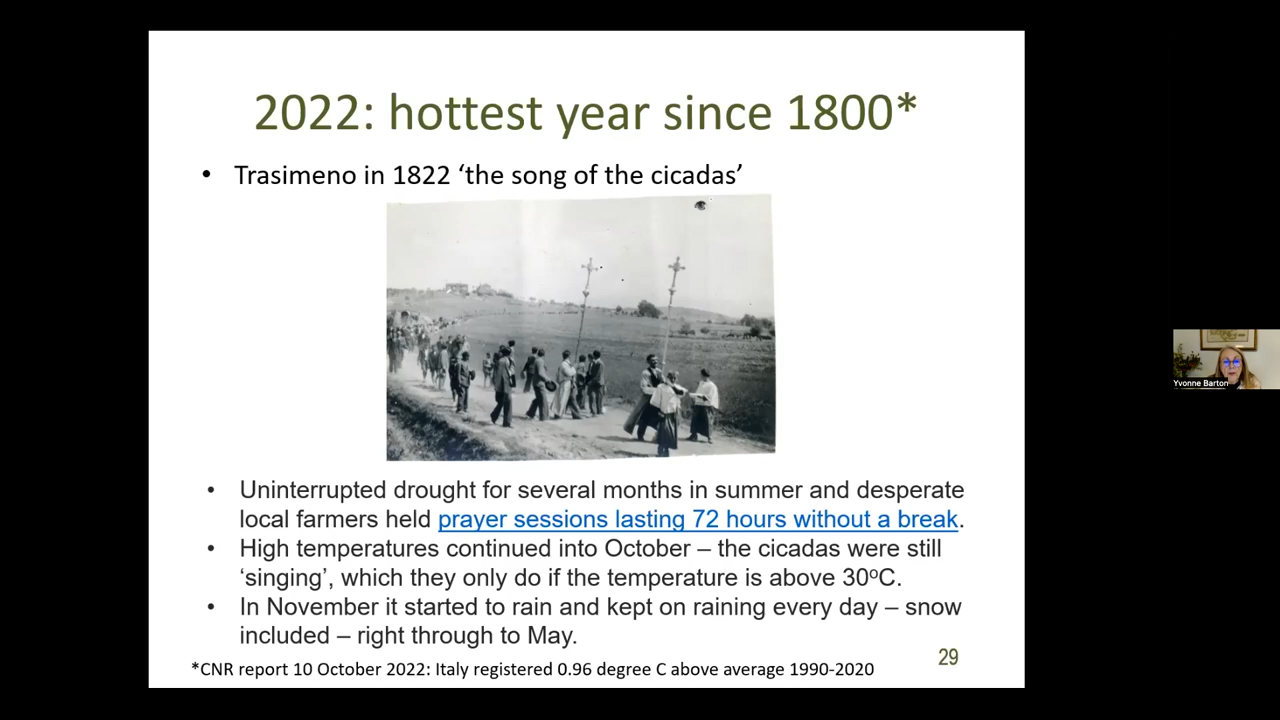 2022: hottest year since 1800*
• Trasimeno in 1822 ‘the song of the cicadas’
• Uninterrupted drought for several months in summer and desperate
local farmers held prayer sessions lasting 72 hours without a break.
• High temperatures continued into October – the cicadas were still
‘singing’, which they only do if the temperature is above 30ºC.
• In November it started to rain and kept on raining every day – snow
included – right through to May.
*CNR report 10 October 2022: Italy registered 0.96 degree C above average 1990-2020
29
Yvonne Barton